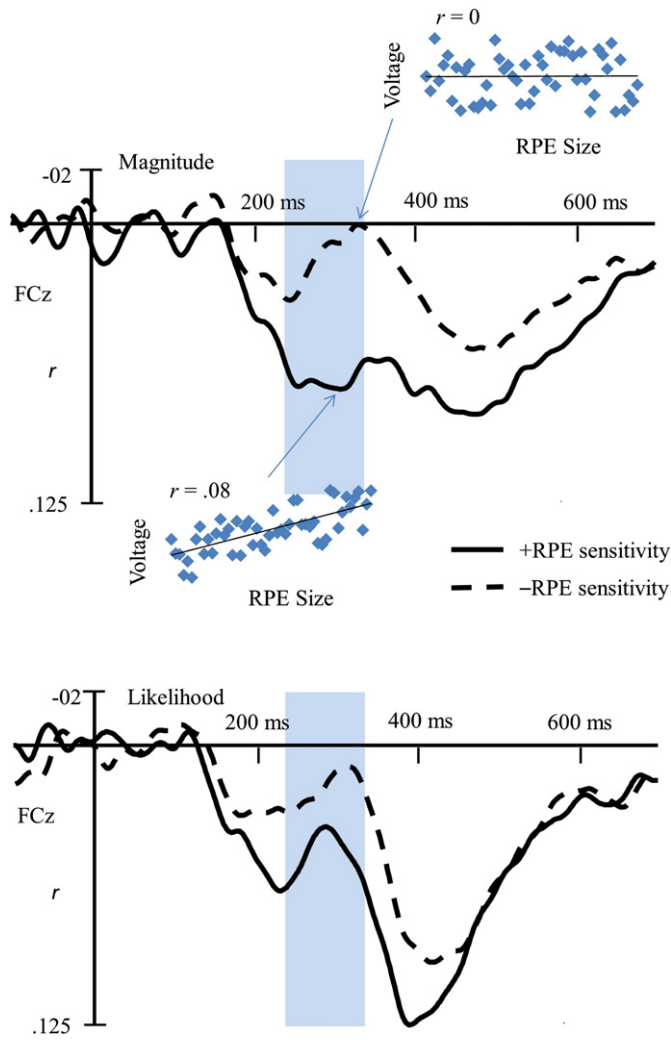 r = 0
Voltage
RPE Size
-02
Magnitude
200 ms
400 ms
600 ms
FCz
r
r = .08
.125
Voltage
RPE Size
+RPE sensitivity
–RPE sensitivity
-02
Likelihood
200 ms
400 ms
600 ms
FCz
r
.125